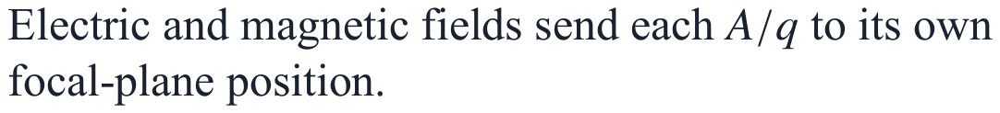 Electric and magnetic fields send each A/q to its own
focal-plane position.